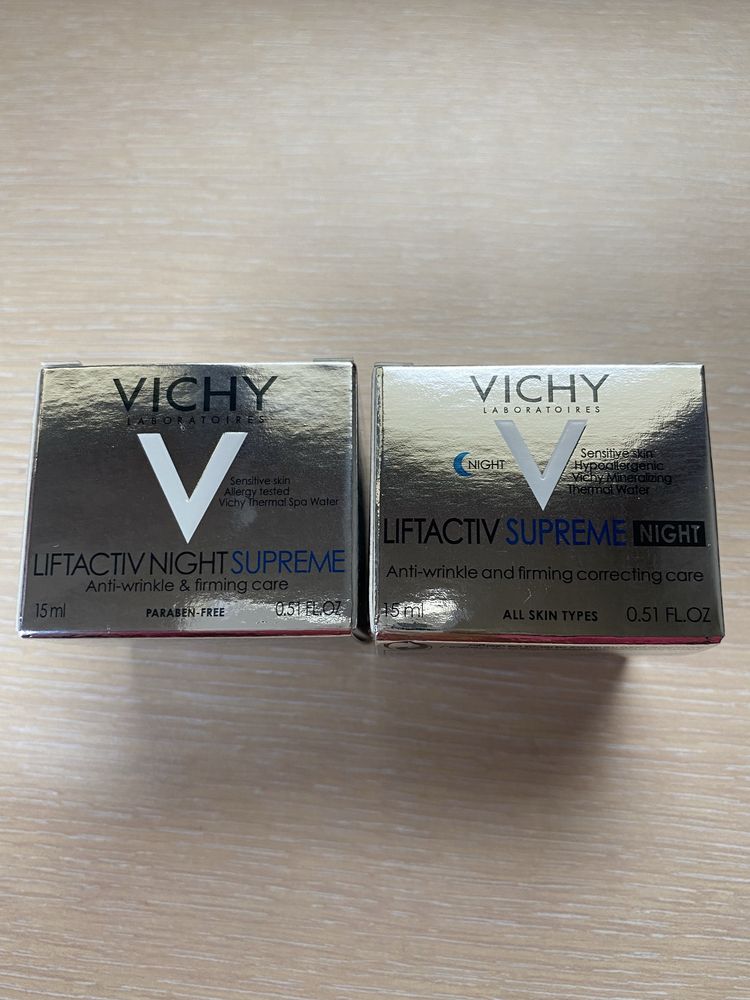 VICHY
LABORATOIRES
V
Sensitive skin
Allergy tested
Vichy Thermal Spa Water
LIFTACTIV NIGHT SUPREME
Anti-wrinkle & firming care
15 ml PARABEN-FREE 0.51 FL.OZ
VICHY
LABORATOIRES
V
NIGHT
Sensitive skin
Hypoallergenic
Vichy Mineralizing
Thermal Water
LIFTACTIV SUPREME NIGHT
Anti-wrinkle and firming correcting care
15 ml ALL SKIN TYPES 0.51 FL.OZ